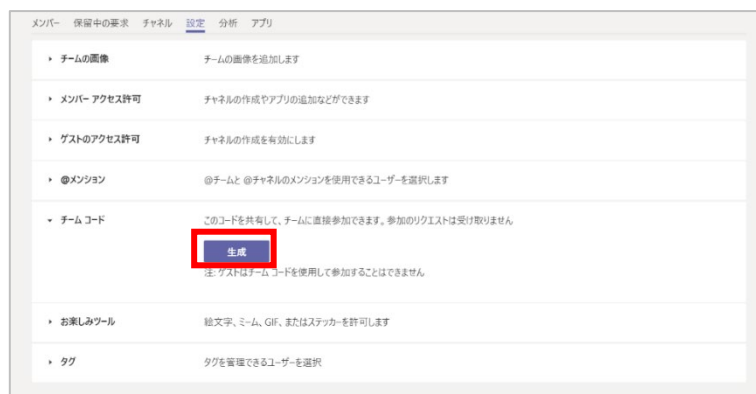 メンバー 保留中の要求 チャネル 設定 分析 アプリ
チームの画像 チームの画像を追加します
メンバー アクセス許可 チャネルの作成やアプリの追加などができます
ゲストのアクセス許可 チャネルの作成を有効にします
@メンション @チームと @チャネルのメンションを使用できるユーザーを選択します
チーム コード このコードを共有して、チームに直接参加できます。参加のリクエストは受け取りません
生成
注: ゲストはチーム コードを使用して参加することはできません
お楽しみツール 絵文字、ミーム、GIF、またはステッカーを許可します
タグ タグを管理できるユーザーを選択